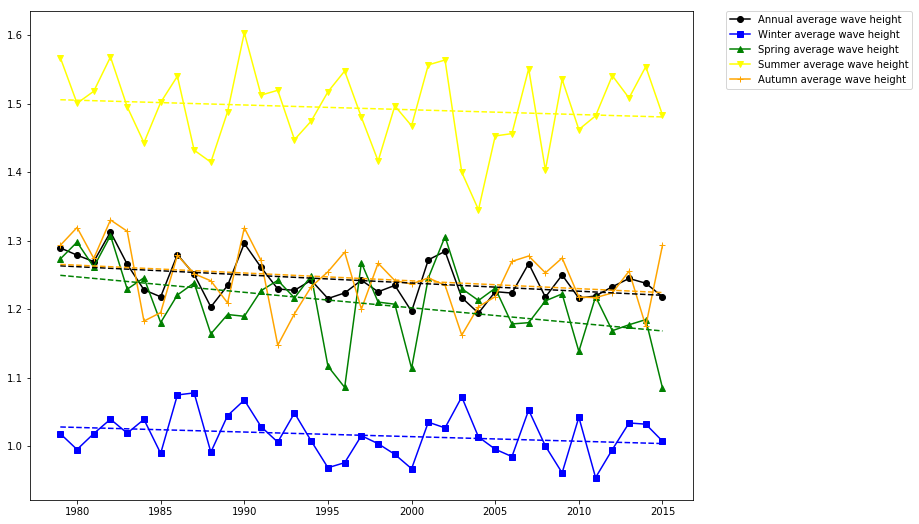 1.6
1.5
1.4
1.3
1.2
1.1
1.0
1980 1985 1990 1995 2000 2005 2010 2015
Annual average wave height
Winter average wave height
Spring average wave height
Summer average wave height
Autumn average wave height